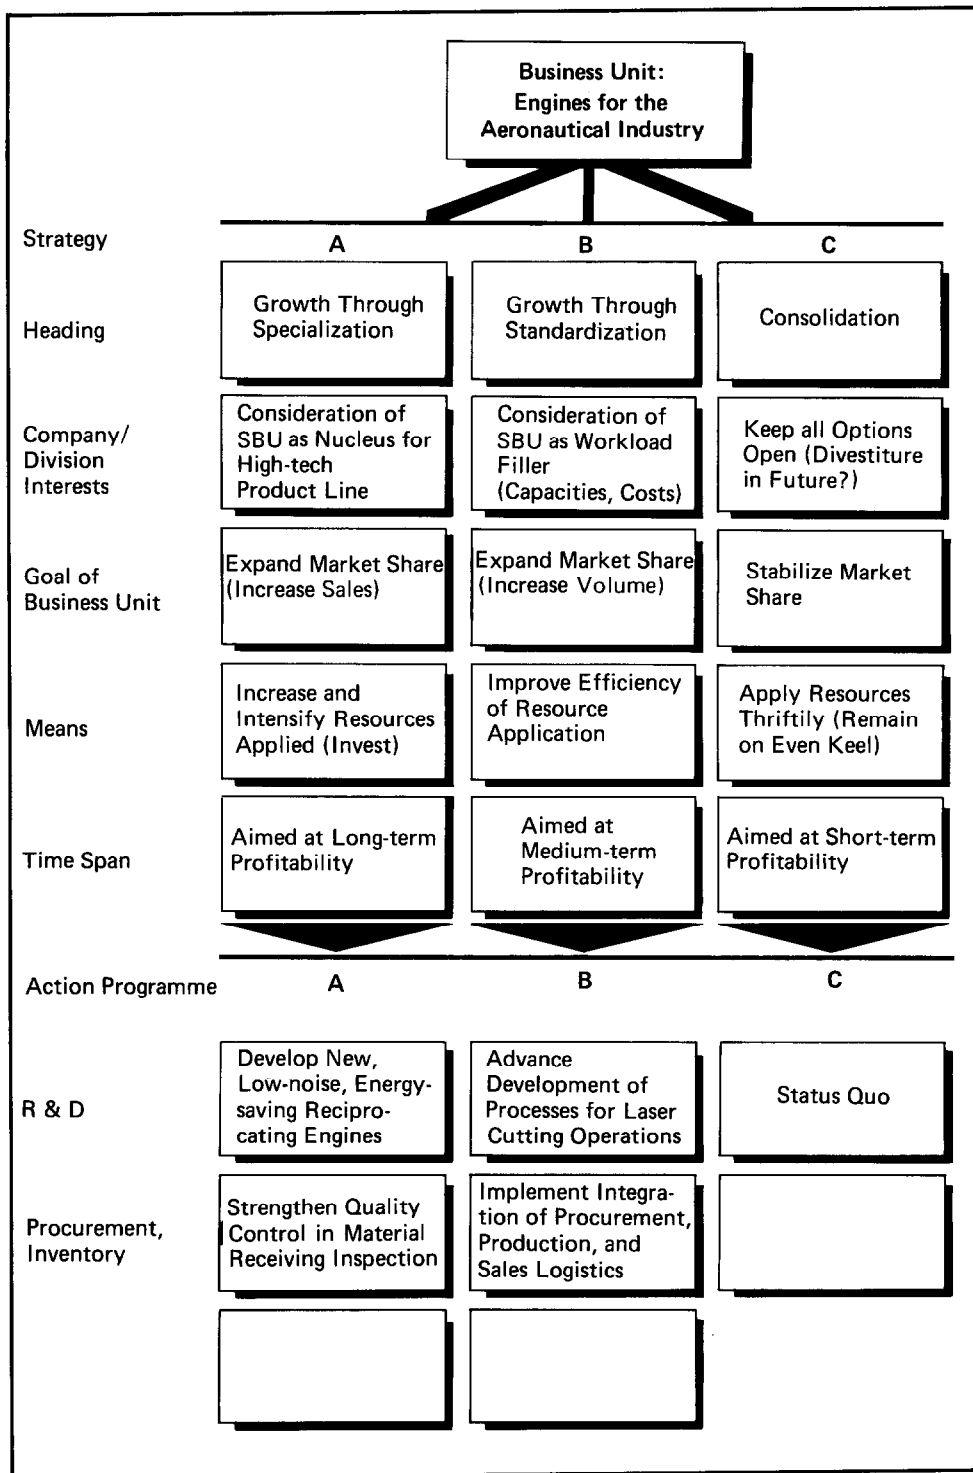 Business Unit:
Engines for the
Aeronautical Industry
Strategy
A
B
C
Heading
Growth Through
Specialization
Growth Through
Standardization
Consolidation
Company/
Division
Interests
Consideration of
SBU as Nucleus for
High-tech
Product Line
Consideration of
SBU as Workload
Filler
(Capacities, Costs)
Keep all Options
Open (Divestiture
in Future?)
Goal of
Business Unit
Expand Market Share
(Increase Sales)
Expand Market Share
(Increase Volume)
Stabilize Market
Share
Means
Increase and
Intensify Resources
Applied (Invest)
Improve Efficiency
of Resource
Application
Apply Resources
Thriftily (Remain
on Even Keel)
Time Span
Aimed at Long-term
Profitability
Aimed at
Medium-term
Profitability
Aimed at Short-term
Profitability
Action Programme
A
B
C
R & D
Develop New,
Low-noise, Energy-
saving Recipro-
cating Engines
Advance
Development of
Processes for Laser
Cutting Operations
Status Quo
Procurement,
Inventory
Strengthen Quality
Control in Material
Receiving Inspection
Implement Integra-
tion of Procurement,
Production, and
Sales Logistics